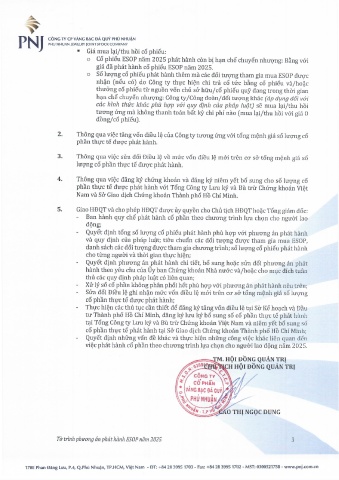 PNJ
CÔNG TY CP VÀNG BẠC ĐÁ QUÝ PHÚ NHUẬN
PHU NHUAN JEWELRY JOINT STOCK COMPANY
• Giá mua lại/thu hồi cổ phiếu:
o Cổ phiếu ESOP năm 2025 phát hành còn bị hạn chế chuyển nhượng: Bằng với
giá đã phát hành cổ phiếu ESOP năm 2025.
o Số lượng cổ phiếu phát hành thêm mà các đối tượng tham gia mua ESOP được
nhận (nếu có) do Công ty thực hiện chi trả cổ tức bằng cổ phiếu và/hoặc
thưởng cổ phiếu từ nguồn vốn chủ sở hữu/cổ phiếu quỹ đang trong thời gian
hạn chế chuyển nhượng: Công ty/Công đoàn/đối tượng khác (áp dụng đối với
các hình thức khác phù hợp với quy định của pháp luật) sẽ mua lại/thu hồi
tương ứng mà không thanh toán bất kỳ chi phí nào (mua lại/thu hồi với giá 0
đồng/cổ phiếu).
2. Thông qua việc tăng vốn điều lệ của Công ty tương ứng với tổng mệnh giá số lượng cổ
phần thực tế được phát hành.
3. Thông qua việc sửa đổi Điều lệ về mức vốn điều lệ mới trên cơ sở tổng mệnh giá số
lượng cổ phần thực tế được phát hành.
4. Thông qua việc đăng ký chứng khoán và đăng ký niêm yết bổ sung cho số lượng cổ
phần thực tế được phát hành với Tổng Công ty Lưu ký và Bù trừ Chứng khoán Việt
Nam và Sở Giao dịch Chứng khoán Thành phố Hồ Chí Minh.
5. Giao HĐQT và cho phép HĐQT được ủy quyền cho Chủ tịch HĐQT hoặc Tổng giám đốc:
- Ban hành quy chế phát hành cổ phần theo chương trình lựa chọn cho người lao
động;
- Quyết định tổng số lượng cổ phiếu phát hành phù hợp với phương án phát hành
và quy định của pháp luật; tiêu chuẩn các đối tượng được tham gia mua ESOP,
danh sách các đối tượng được tham gia chương trình; số lượng cổ phiếu phát hành
cho từng người và thời gian thực hiện;
- Quyết định phương án phát hành chi tiết, bổ sung hoặc sửa đổi phương án phát
hành theo yêu cầu của Ủy ban Chứng khoán Nhà nước và/hoặc cho mục đích tuân
thủ các quy định pháp luật có liên quan;
- Xử lý số cổ phần không phân phối hết phù hợp với phương án phát hành nêu trên;
- Sửa đổi Điều lệ ghi nhận mức vốn điều lệ mới trên cơ sở tổng mệnh giá số lượng
cổ phần thực tế được phát hành;
- Thực hiện các thủ tục cần thiết để đăng ký tăng vốn điều lệ tại Sở Kế hoạch và Đầu
tư Thành phố Hồ Chí Minh, đăng ký lưu ký bổ sung số cổ phần thực tế phát hành
tại Tổng Công ty Lưu ký và Bù trừ Chứng khoán Việt Nam và niêm yết bổ sung số
cổ phần thực tế phát hành tại Sở Giao dịch Chứng khoán Thành phố Hồ Chí Minh;
- Quyết định những vấn đề khác và thực hiện những công việc khác liên quan đến
việc phát hành cổ phần theo chương trình lựa chọn cho người lao động năm 2025.
TM. HỘI ĐỒNG QUẢN TRỊ
CHỦ TỊCH HỘI ĐỒNG QUẢN TRỊ
CÔNG TY
CỔ PHẦN
VÀNG BẠC ĐÁ QUÝ
PHÚ NHUẬN
CAO THỊ NGỌC DUNG
Tờ trình phương án phát hành ESOP năm 2025
3
170E Phan Đăng Lưu, P.3, Q.Phú Nhuận, TP.HCM, Việt Nam - ĐT: +84 28 3995 1703 - Fax: +84 28 3995 1702 - MST: 0300521758 - www.pnj.com.vn